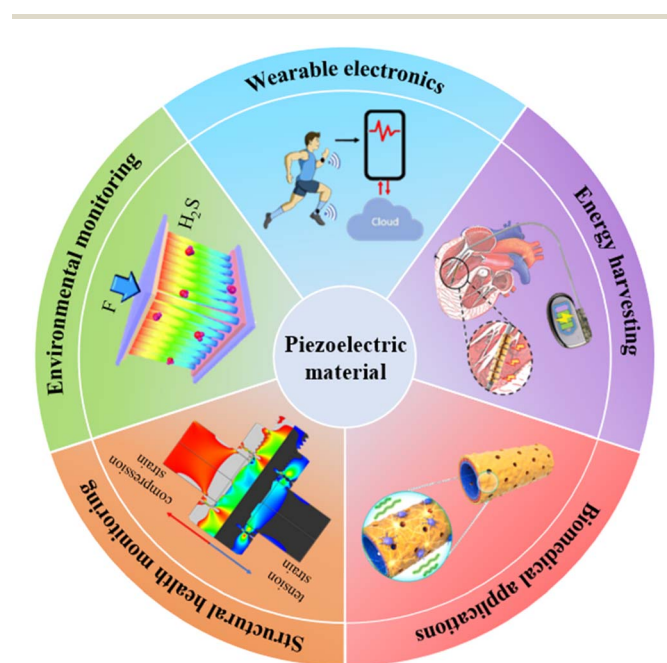 Wearable electronics
Cloud
Energy harvesting
Environmental monitoring
H₂S
F
Piezoelectric
material
compression
strain
tension
strain
Structural health monitoring
Biomedical applications